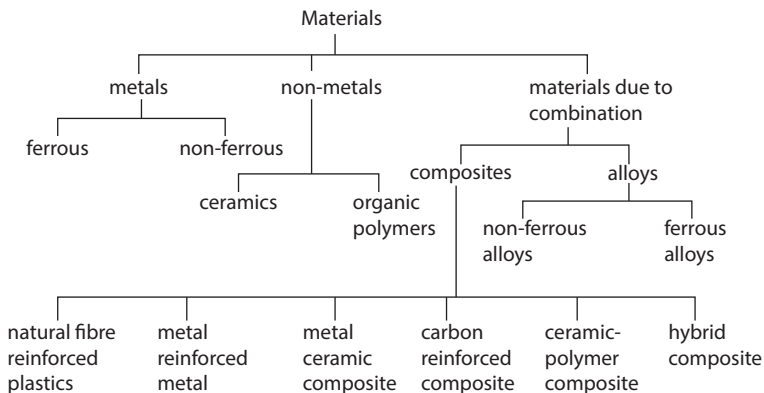 Materials
metals
non-metals
materials due to
combination
ferrous
non-ferrous
composites
alloys
ceramics
organic
polymers
non-ferrous
alloys
ferrous
alloys
natural fibre
reinforced
plastics
metal
reinforced
metal
metal
ceramic
composite
carbon
reinforced
composite
ceramic-
polymer
composite
hybrid
composite